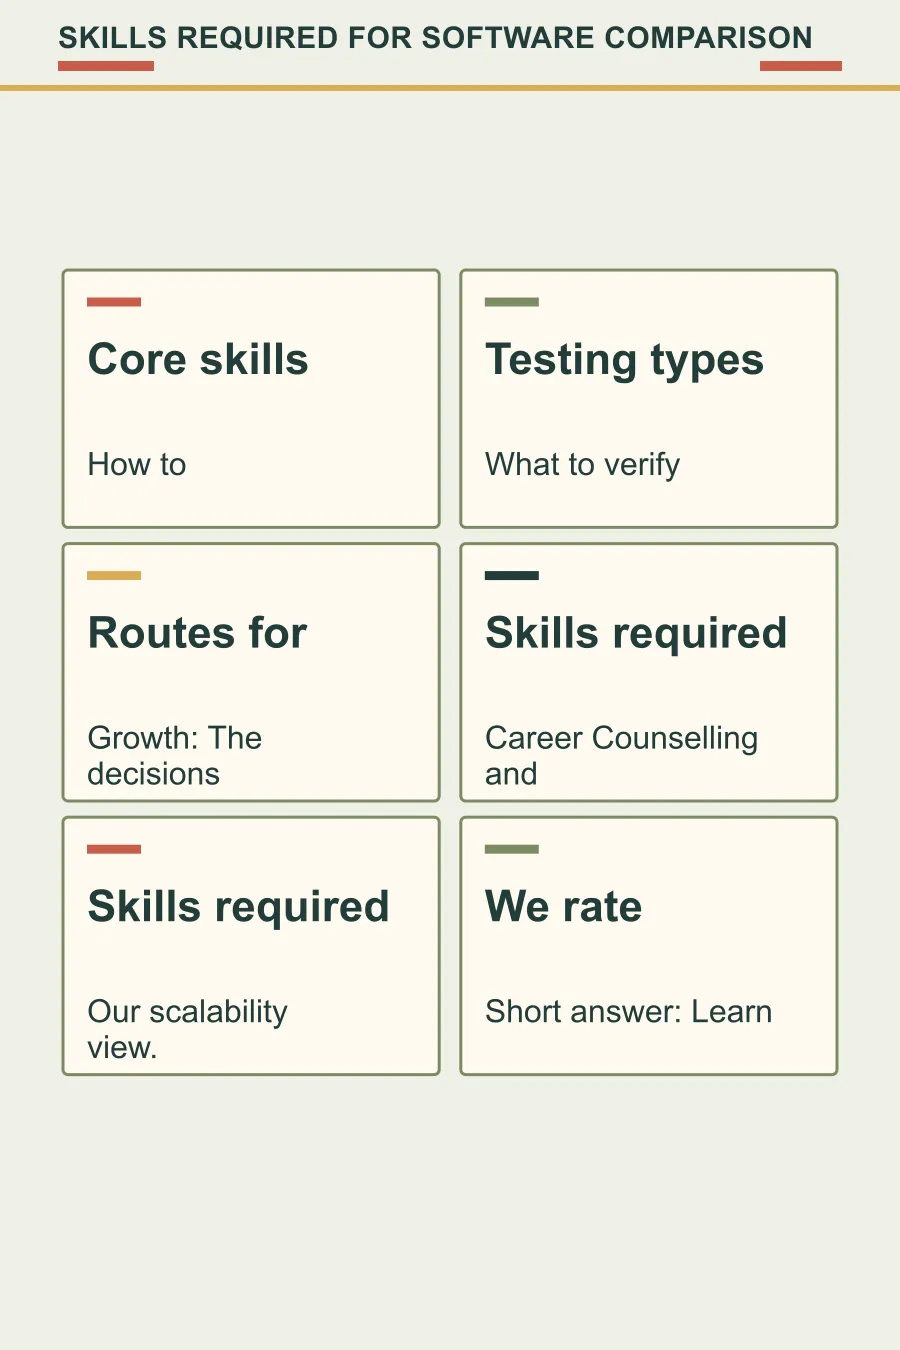 SKILLS REQUIRED FOR SOFTWARE COMPARISON
Core skills
How to
Testing types
What to verify
Routes for
Growth: The
decisions
Skills required
Career Counselling
and
Skills required
Our scalability
view.
We rate
Short answer: Learn